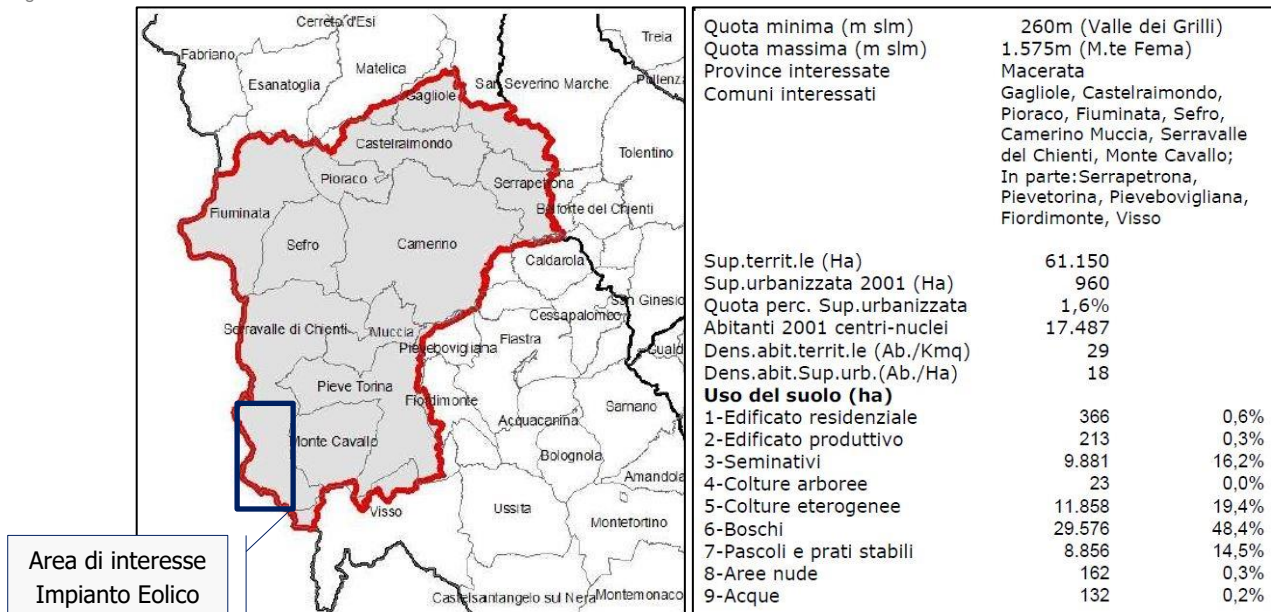 Cerreto d'Esi
Treia
Fabriano
Matelica
Esanatoglia
San Severino Marche
Gagliole
Castelraimondo
Tolentino
Pioraco
Serrapetrona
Fiuminata
Belforte del Chienti
Sefro
Camerino
Caldarola
San Ginesio
Cessapalombo
Serravalle di Chienti
Muccia
Fiastra
Pievebovigliana
Pieve Torina
Fiordimonte
Sarnano
Acquacanina
Monte Cavallo
Bolognola
Amandola
Visso
Ussita
Montefortino
Castelsantangelo sul Nera
Montemonaco
Area di interesse
Impianto Eolico
Quota minima (m slm) 260m (Valle dei Grilli)
Quota massima (m slm) 1.575m (M.te Fema)
Province interessate Macerata
Comuni interessati Gagliole, Castelraimondo,
Pioraco, Fiuminata, Sefro,
Camerino Muccia, Serravalle
del Chienti, Monte Cavallo;
In parte:Serrapetrona,
Pievetorina, Pievebovigliana,
Fiordimonte, Visso
Sup.territ.le (Ha) 61.150
Sup.urbanizzata 2001 (Ha) 960
Quota perc. Sup.urbanizzata 1,6%
Abitanti 2001 centri-nuclei 17.487
Dens.abit.territ.le (Ab./Kmq) 29
Dens.abit.Sup.urb.(Ab./Ha) 18
Uso del suolo (ha)
1-Edificato residenziale 366 0,6%
2-Edificato produttivo 213 0,3%
3-Seminativi 9.881 16,2%
4-Colture arboree 23 0,0%
5-Colture eterogenee 11.858 19,4%
6-Boschi 29.576 48,4%
7-Pascoli e prati stabili 8.856 14,5%
8-Aree nude 162 0,3%
9-Acque 132 0,2%